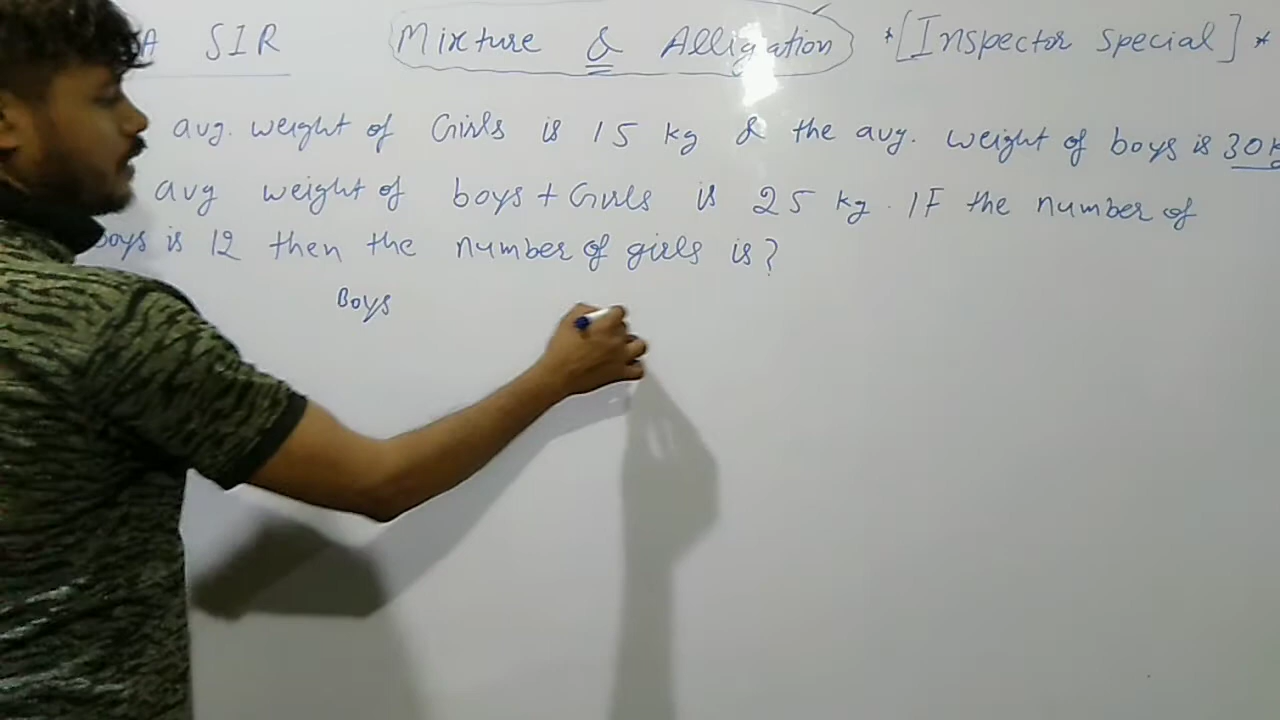 A SIR Mixture & Alligation *[Inspector special]*
avg. weight of Girls is 15 kg & the avg. weight of boys is 30 k
avg weight of boys + Girls is 25 kg. IF the number of
boys is 12 then the number of girls is?
Boys